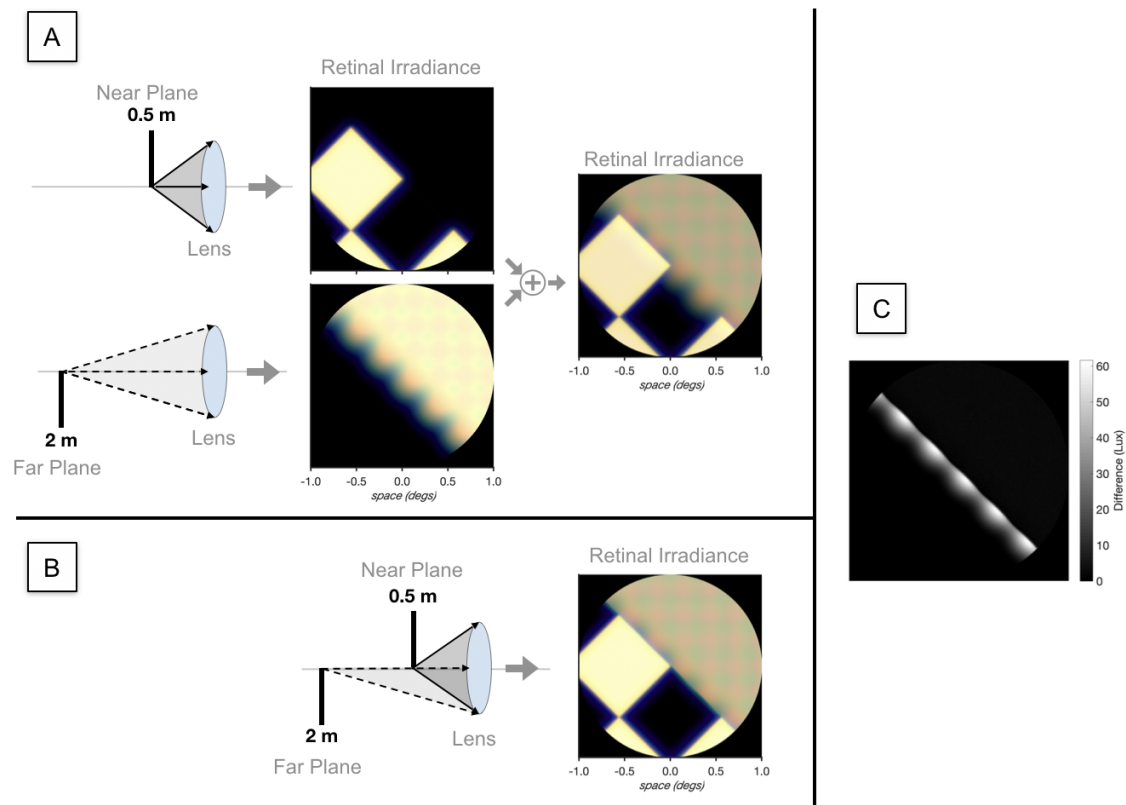 A
Near Plane
0.5 m
Lens
Retinal Irradiance
2 m
Far Plane
Lens
-1.0 -0.5 0.0 0.5 1.0
space (degs)
Retinal Irradiance
-1.0 -0.5 0.0 0.5 1.0
space (degs)
B
Near Plane
0.5 m
2 m
Far Plane
Lens
Retinal Irradiance
-1.0 -0.5 0.0 0.5 1.0
space (degs)
C
60
50
40
30
20
10
0
Difference (Lux)